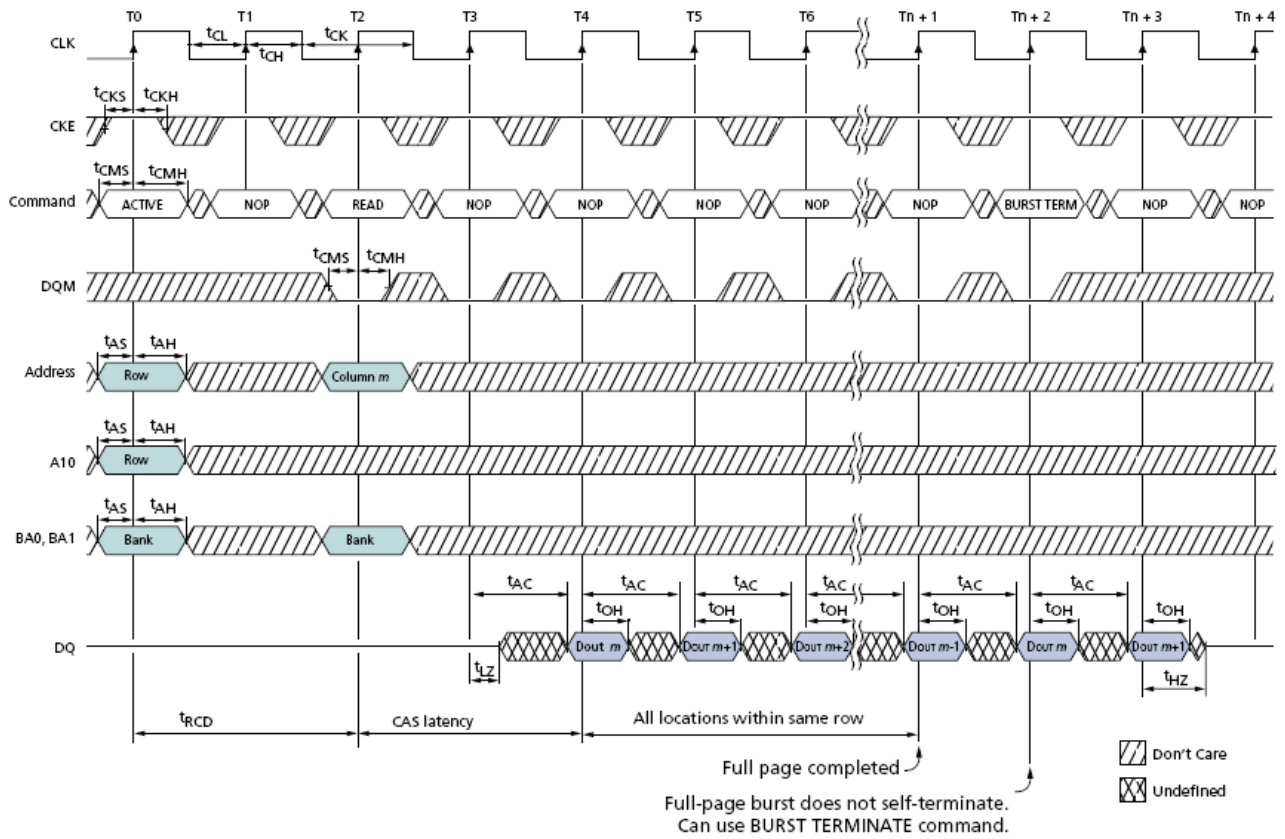 T0 T1 T2 T3 T4 T5 T6 Tn + 1 Tn + 2 Tn + 3 Tn + 4
CLK tCL tCH tCK
tCKS tCKH
CKE
tCMS tCMH
Command ACTIVE NOP READ NOP NOP NOP NOP NOP BURST TERM NOP NOP
tCMS tCMH
DQM
tAS tAH
Address Row Column m
tAS tAH
A10 Row
tAS tAH
BA0, BA1 Bank Bank
tAC tAC tAC tAC tAC tAC
tOH tOH tOH tOH tOH tOH
DQ Dout m Dout m+1 Dout m+2 Dout m-1 Dout m Dout m+1
tLZ tHZ
tRCD CAS latency All locations within same row
Full page completed
Don't Care
Undefined
Full-page burst does not self-terminate.
Can use BURST TERMINATE command.